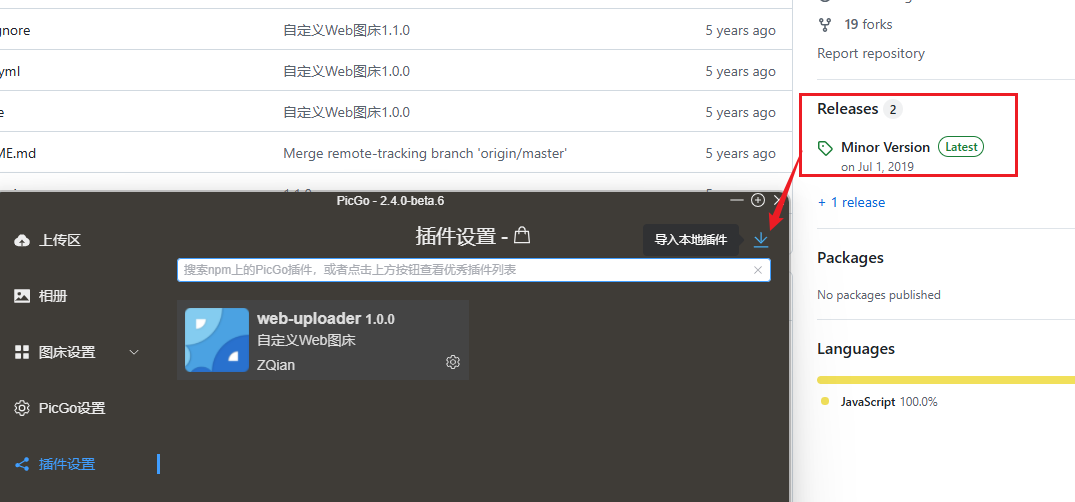 gnore 自定义Web图床1.1.0 5 years ago
yml 自定义Web图床1.0.0 5 years ago
e 自定义Web图床1.0.0 5 years ago
ME.md Merge remote-tracking branch 'origin/master' 5 years ago
19 forks
Report repository
Releases 2
Minor Version Latest
on Jul 1, 2019
+ 1 release
Packages
No packages published
Languages
JavaScript 100.0%
PicGo - 2.4.0-beta.6
上传区
相册
图床设置
PicGo设置
插件设置
插件设置 -
导入本地插件
搜索npm上的PicGo插件，或者点击上方按钮查看优秀插件列表
web-uploader 1.0.0
自定义Web图床
ZQian